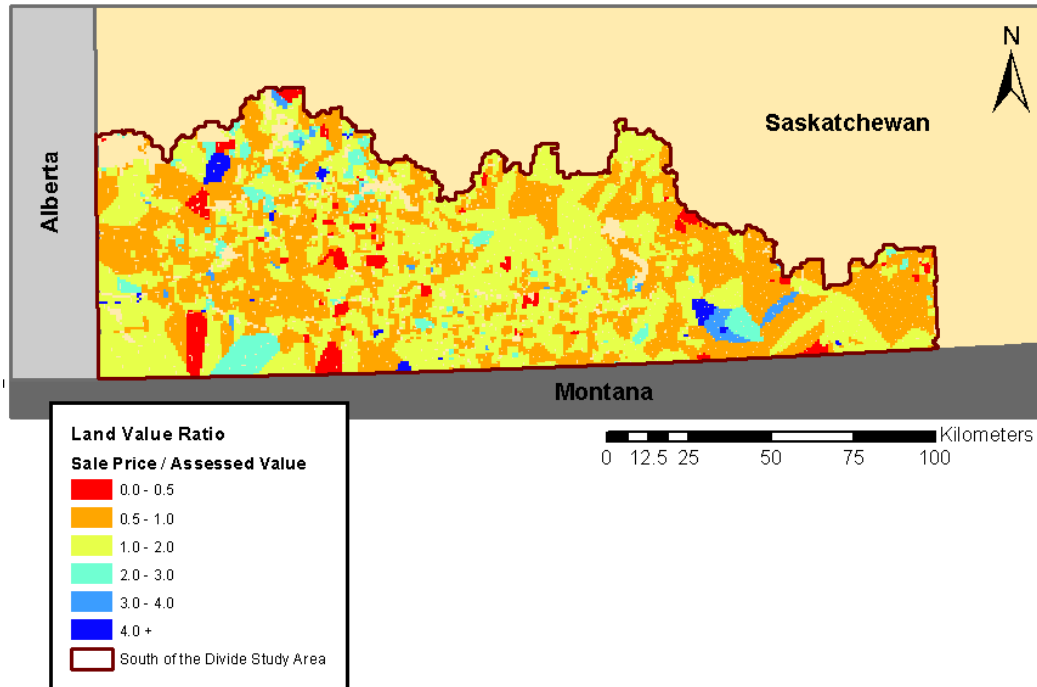 N
Saskatchewan
Alberta
Montana
Kilometers
0 12.5 25 50 75 100
Land Value Ratio
Sale Price / Assessed Value
0.0 - 0.5
0.5 - 1.0
1.0 - 2.0
2.0 - 3.0
3.0 - 4.0
4.0 +
South of the Divide Study Area